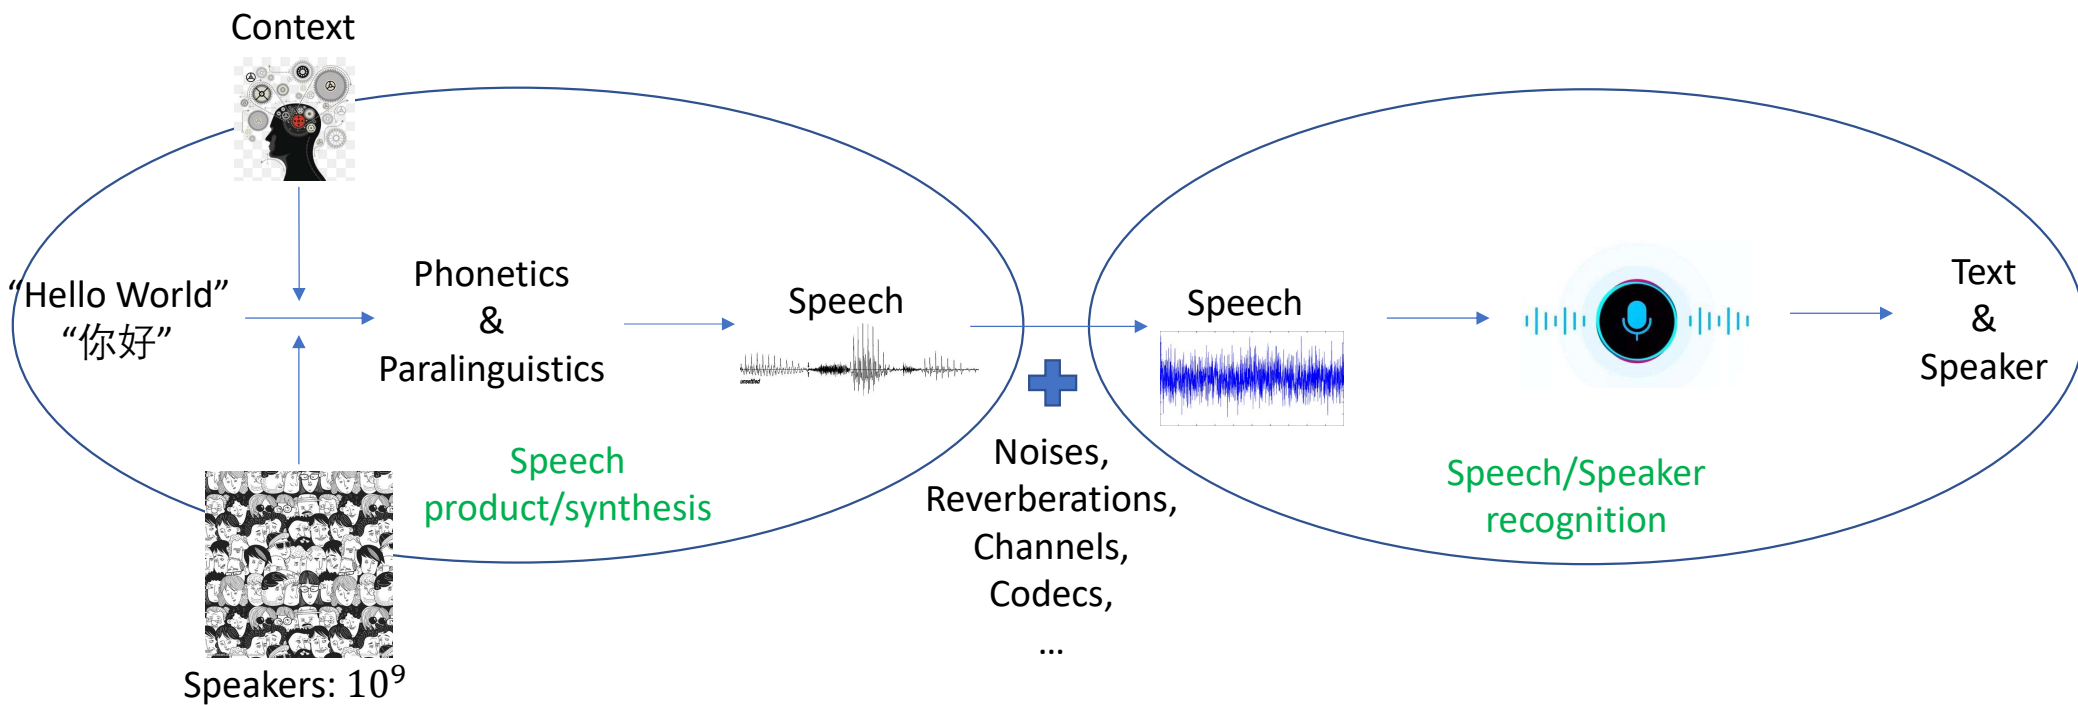 Context
“Hello World”
“你好”
Speakers: 10⁹
Phonetics
&
Paralinguistics
Speech
unsettled
Speech
product/synthesis
Noises,
Reverberations,
Channels,
Codecs,
...
Speech
Speech/Speaker
recognition
Text
&
Speaker